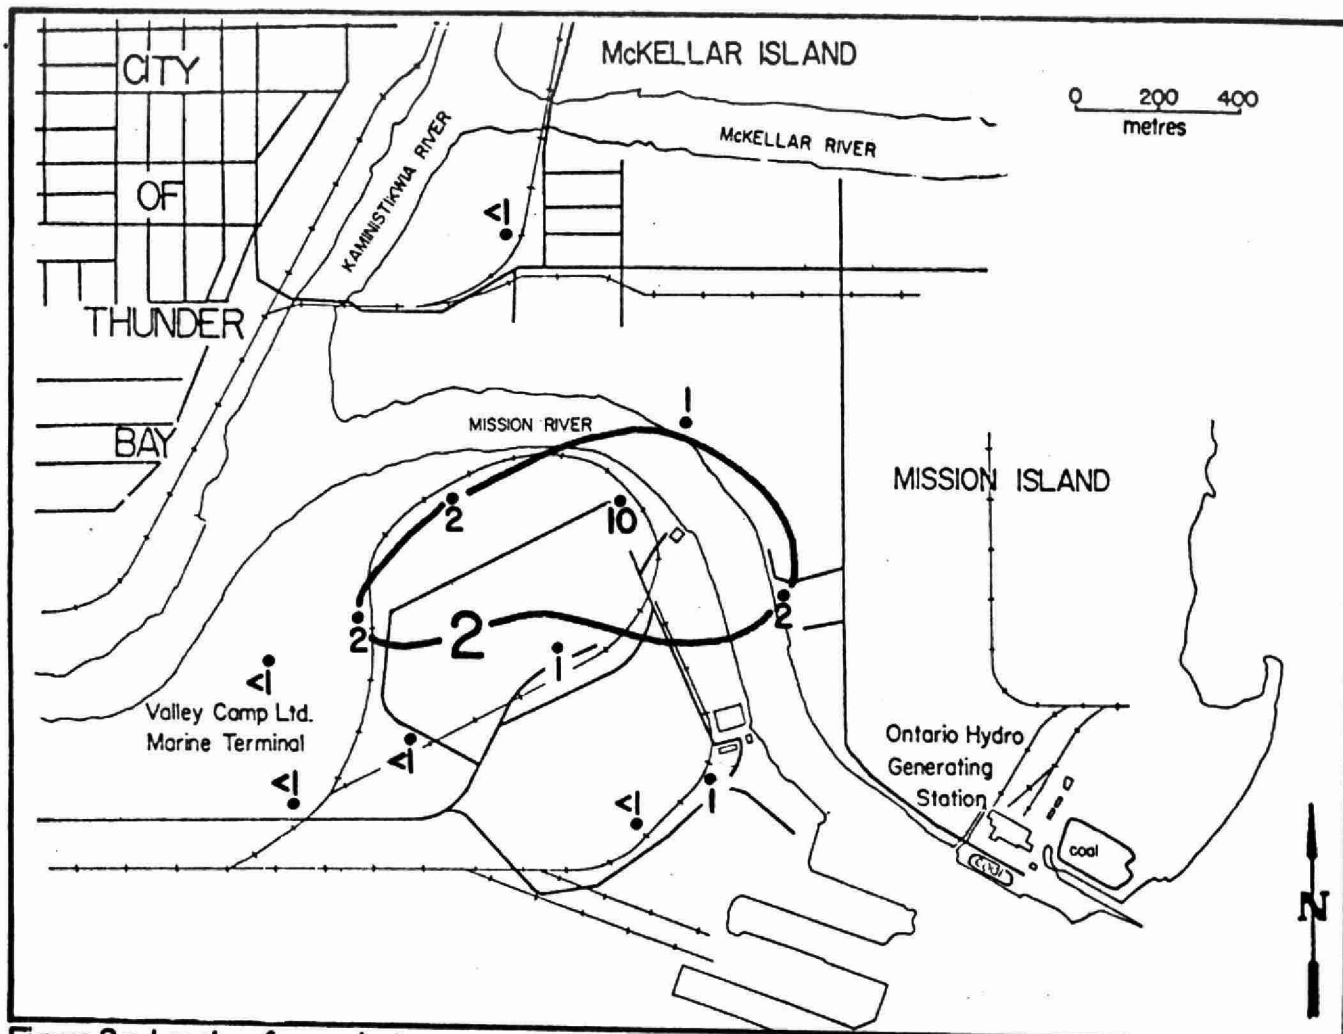 McKELLAR ISLAND
CITY
0 200 400
metres
McKELLAR RIVER
KAMINISTIKWIA RIVER
OF
<1
THUNDER
1
MISSION RIVER
BAY
MISSION ISLAND
2
10
2
2
2
1
<1
Valley Camp Ltd.
Marine Terminal
<1
Ontario Hydro
Generating
Station
<1
1
<1
coal
coal
N